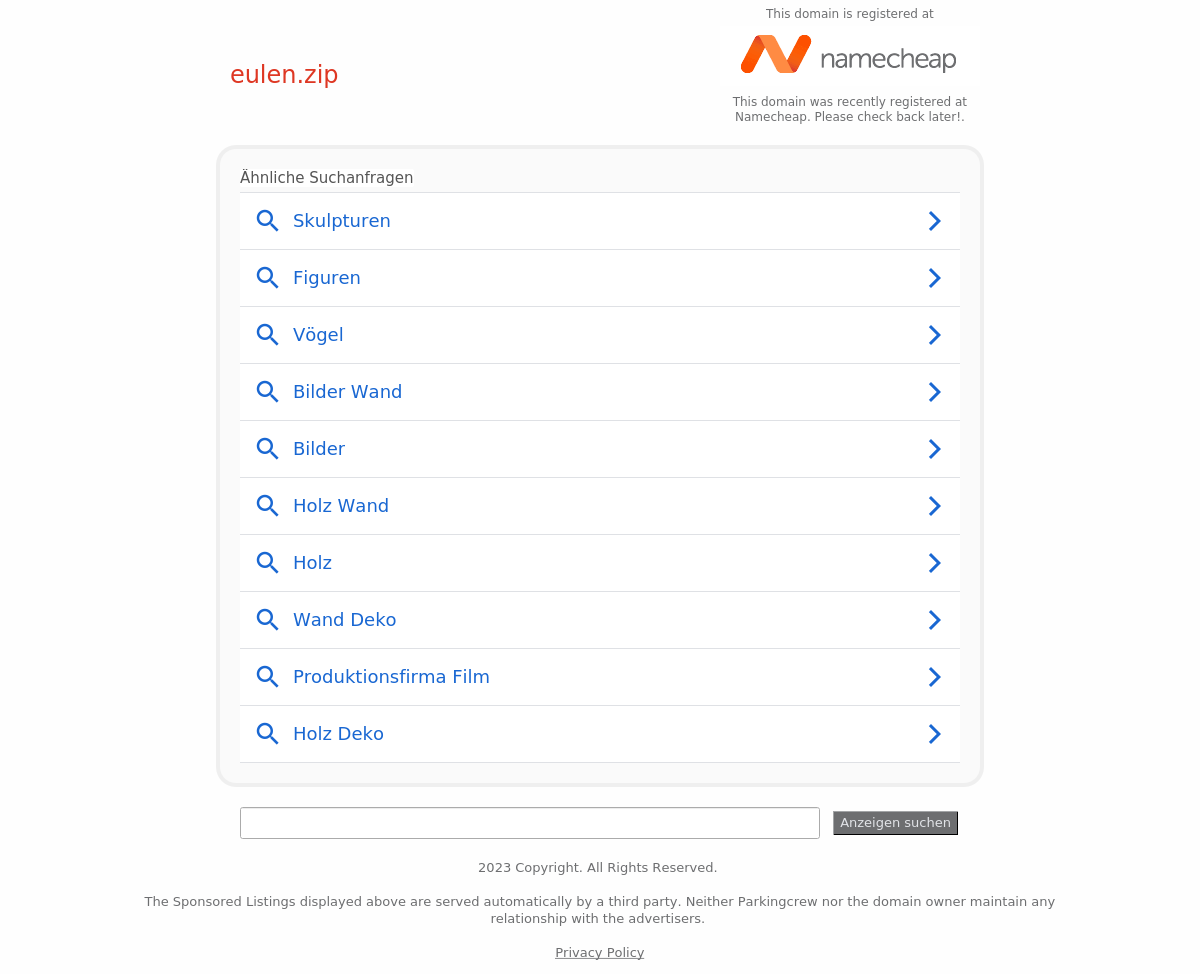 This domain is registered at
namecheap
eulen.zip
This domain was recently registered at
Namecheap. Please check back later!.
Ähnliche Suchanfragen
Skulpturen
Figuren
Vögel
Bilder Wand
Bilder
Holz Wand
Holz
Wand Deko
Produktionsfirma Film
Holz Deko
Anzeigen suchen
2023 Copyright. All Rights Reserved.
The Sponsored Listings displayed above are served automatically by a third party. Neither Parkingcrew nor the domain owner maintain any
relationship with the advertisers.
Privacy Policy